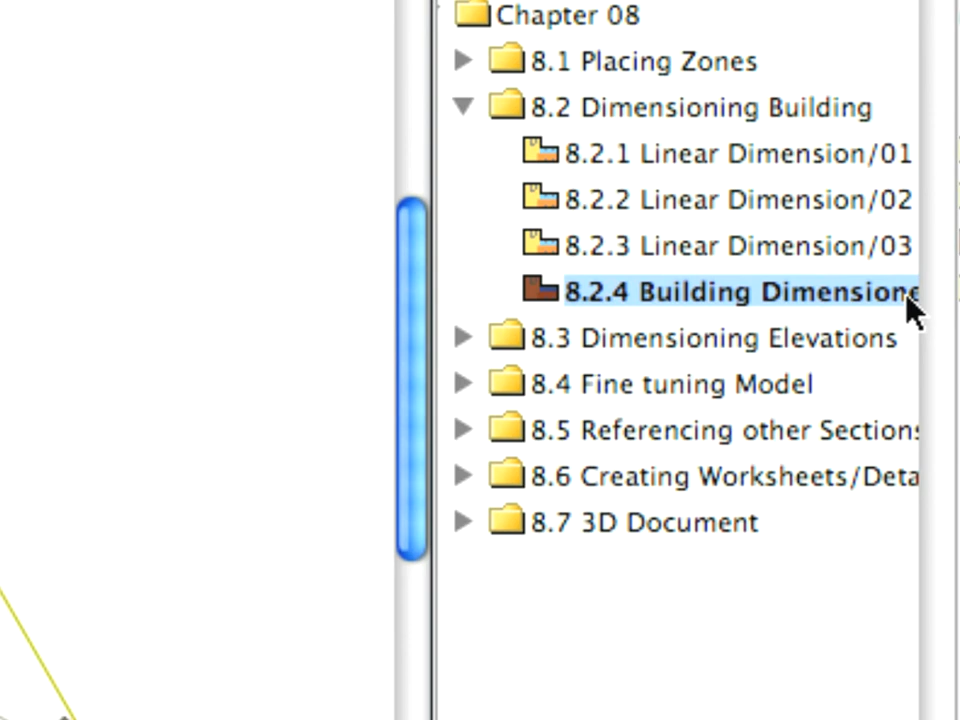 Chapter 08
8.1 Placing Zones
8.2 Dimensioning Building
8.2.1 Linear Dimension/01
8.2.2 Linear Dimension/02
8.2.3 Linear Dimension/03
8.2.4 Building Dimensione
8.3 Dimensioning Elevations
8.4 Fine tuning Model
8.5 Referencing other Sections
8.6 Creating Worksheets/Deta
8.7 3D Document